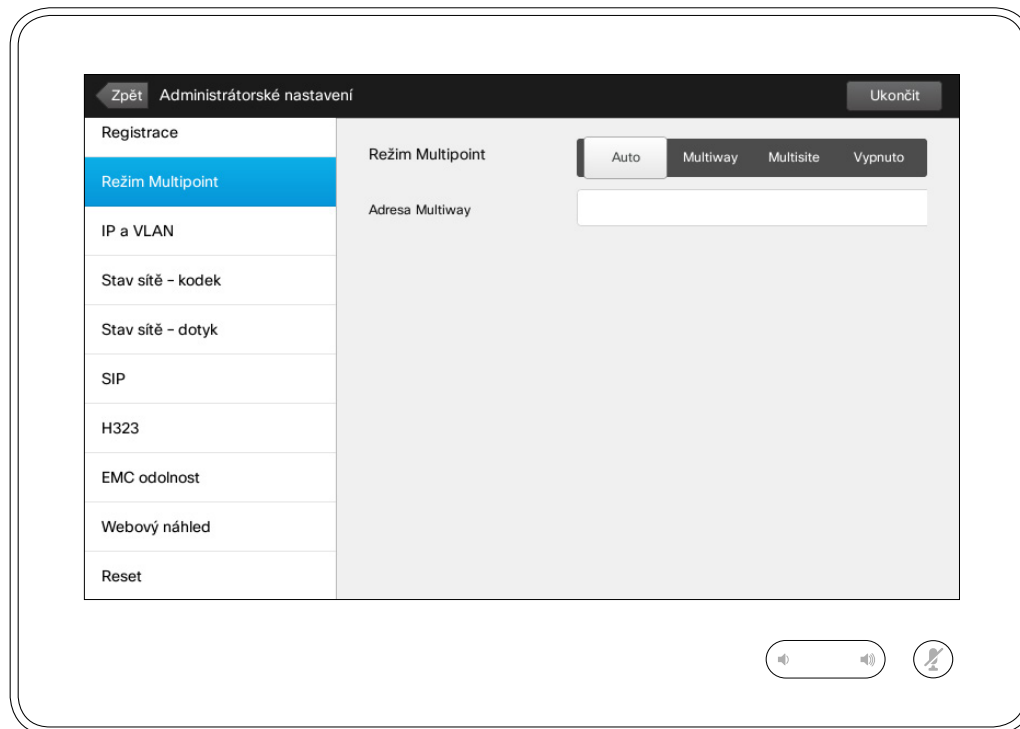 Zpět Administrátorské nastavení Ukončit
Registrace
Režim Multipoint
IP a VLAN
Stav sítě – kodek
Stav sítě – dotyk
SIP
H323
EMC odolnost
Webový náhled
Reset
Režim Multipoint Auto Multiway Multisite Vypnuto
Adresa Multiway